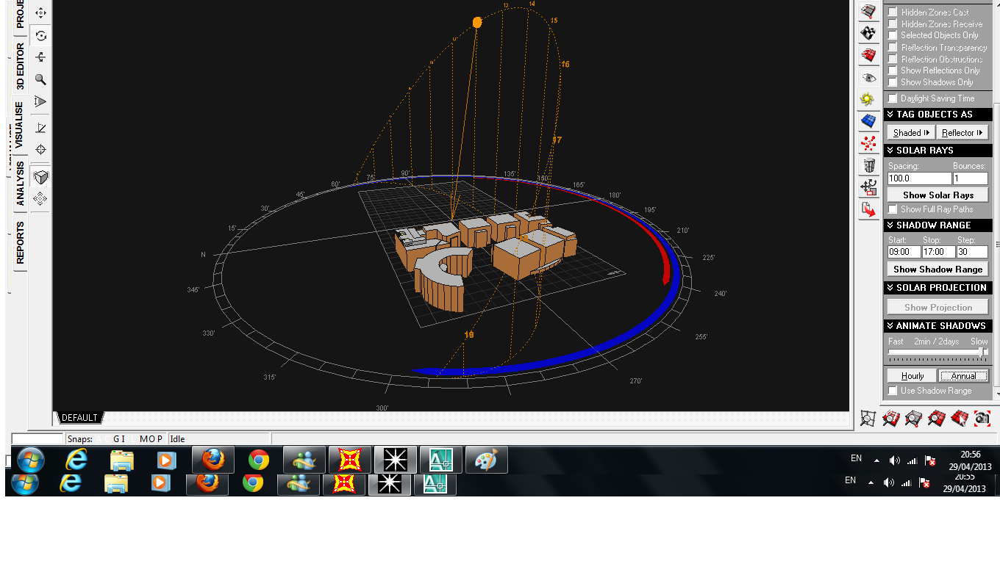 PROJE
3D EDITOR
VISUALISE
ANALYSIS
REPORTS
13
14
15
16
17
19
N
15'
30'
45'
60'
75'
90'
135'
150'
165'
180'
195'
210'
225'
240'
255'
270'
300'
315'
330'
345'
DEFAULT
Snaps: A C G I MOP Idle
Hidden Zones Cast
Hidden Zones Receive
Selected Objects Only
Reflection Transparency
Reflection Obstructions
Show Reflections Only
Show Shadows Only
Daylight Saving Time
TAG OBJECTS AS
Shaded Reflector
SOLAR RAYS
Spacing: Bounces:
100.0 1
Show Solar Rays
Show Full Ray Paths
SHADOW RANGE
Start: Stop: Step:
09:00 17:00 30
Show Shadow Range
SOLAR PROJECTION
Show Projection
ANIMATE SHADOWS
Fast 2min / 2days Slow
Hourly Annual
Use Shadow Range
EN 20:56
29/04/2013
EN 20:55
29/04/2013